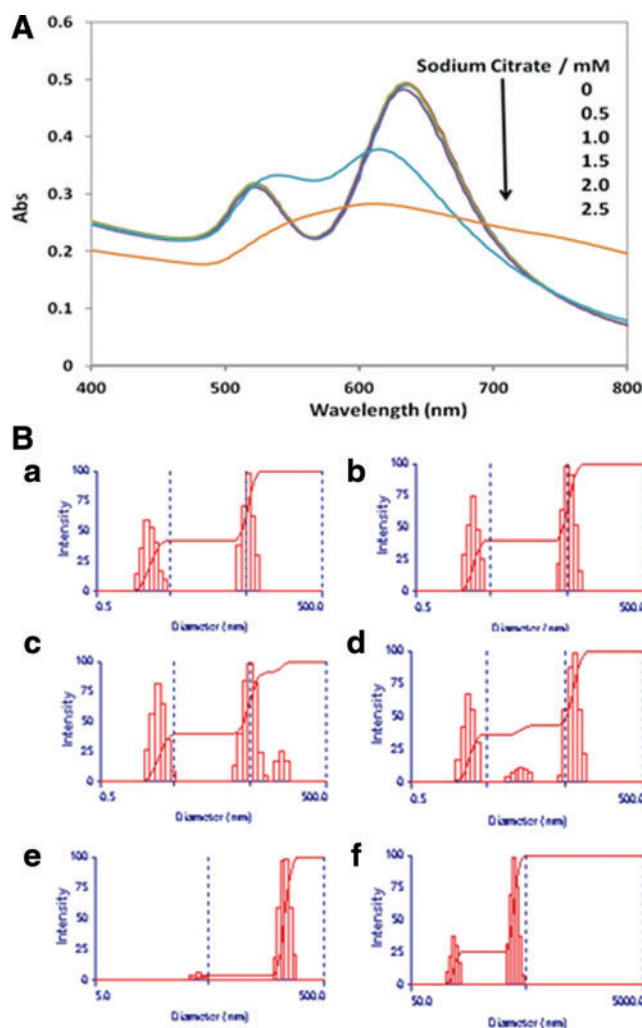 A
0.6
0.5
0.4
0.3
0.2
0.1
0
Abs
400
500
600
700
800
Wavelength (nm)
Sodium Citrate / mM
0
0.5
1.0
1.5
2.0
2.5
B
a
100
75
50
25
0
Intensity
0.5
500.0
Diameter (nm)
b
100
75
50
25
0
Intensity
0.5
500.0
Diameter (nm)
c
100
75
50
25
0
Intensity
0.5
500.0
Diameter (nm)
d
100
75
50
25
0
Intensity
0.5
500.0
Diameter (nm)
e
100
75
50
25
0
Intensity
5.0
500.0
Diameter (nm)
f
100
75
50
25
0
Intensity
50.0
5000.0
Diameter (nm)